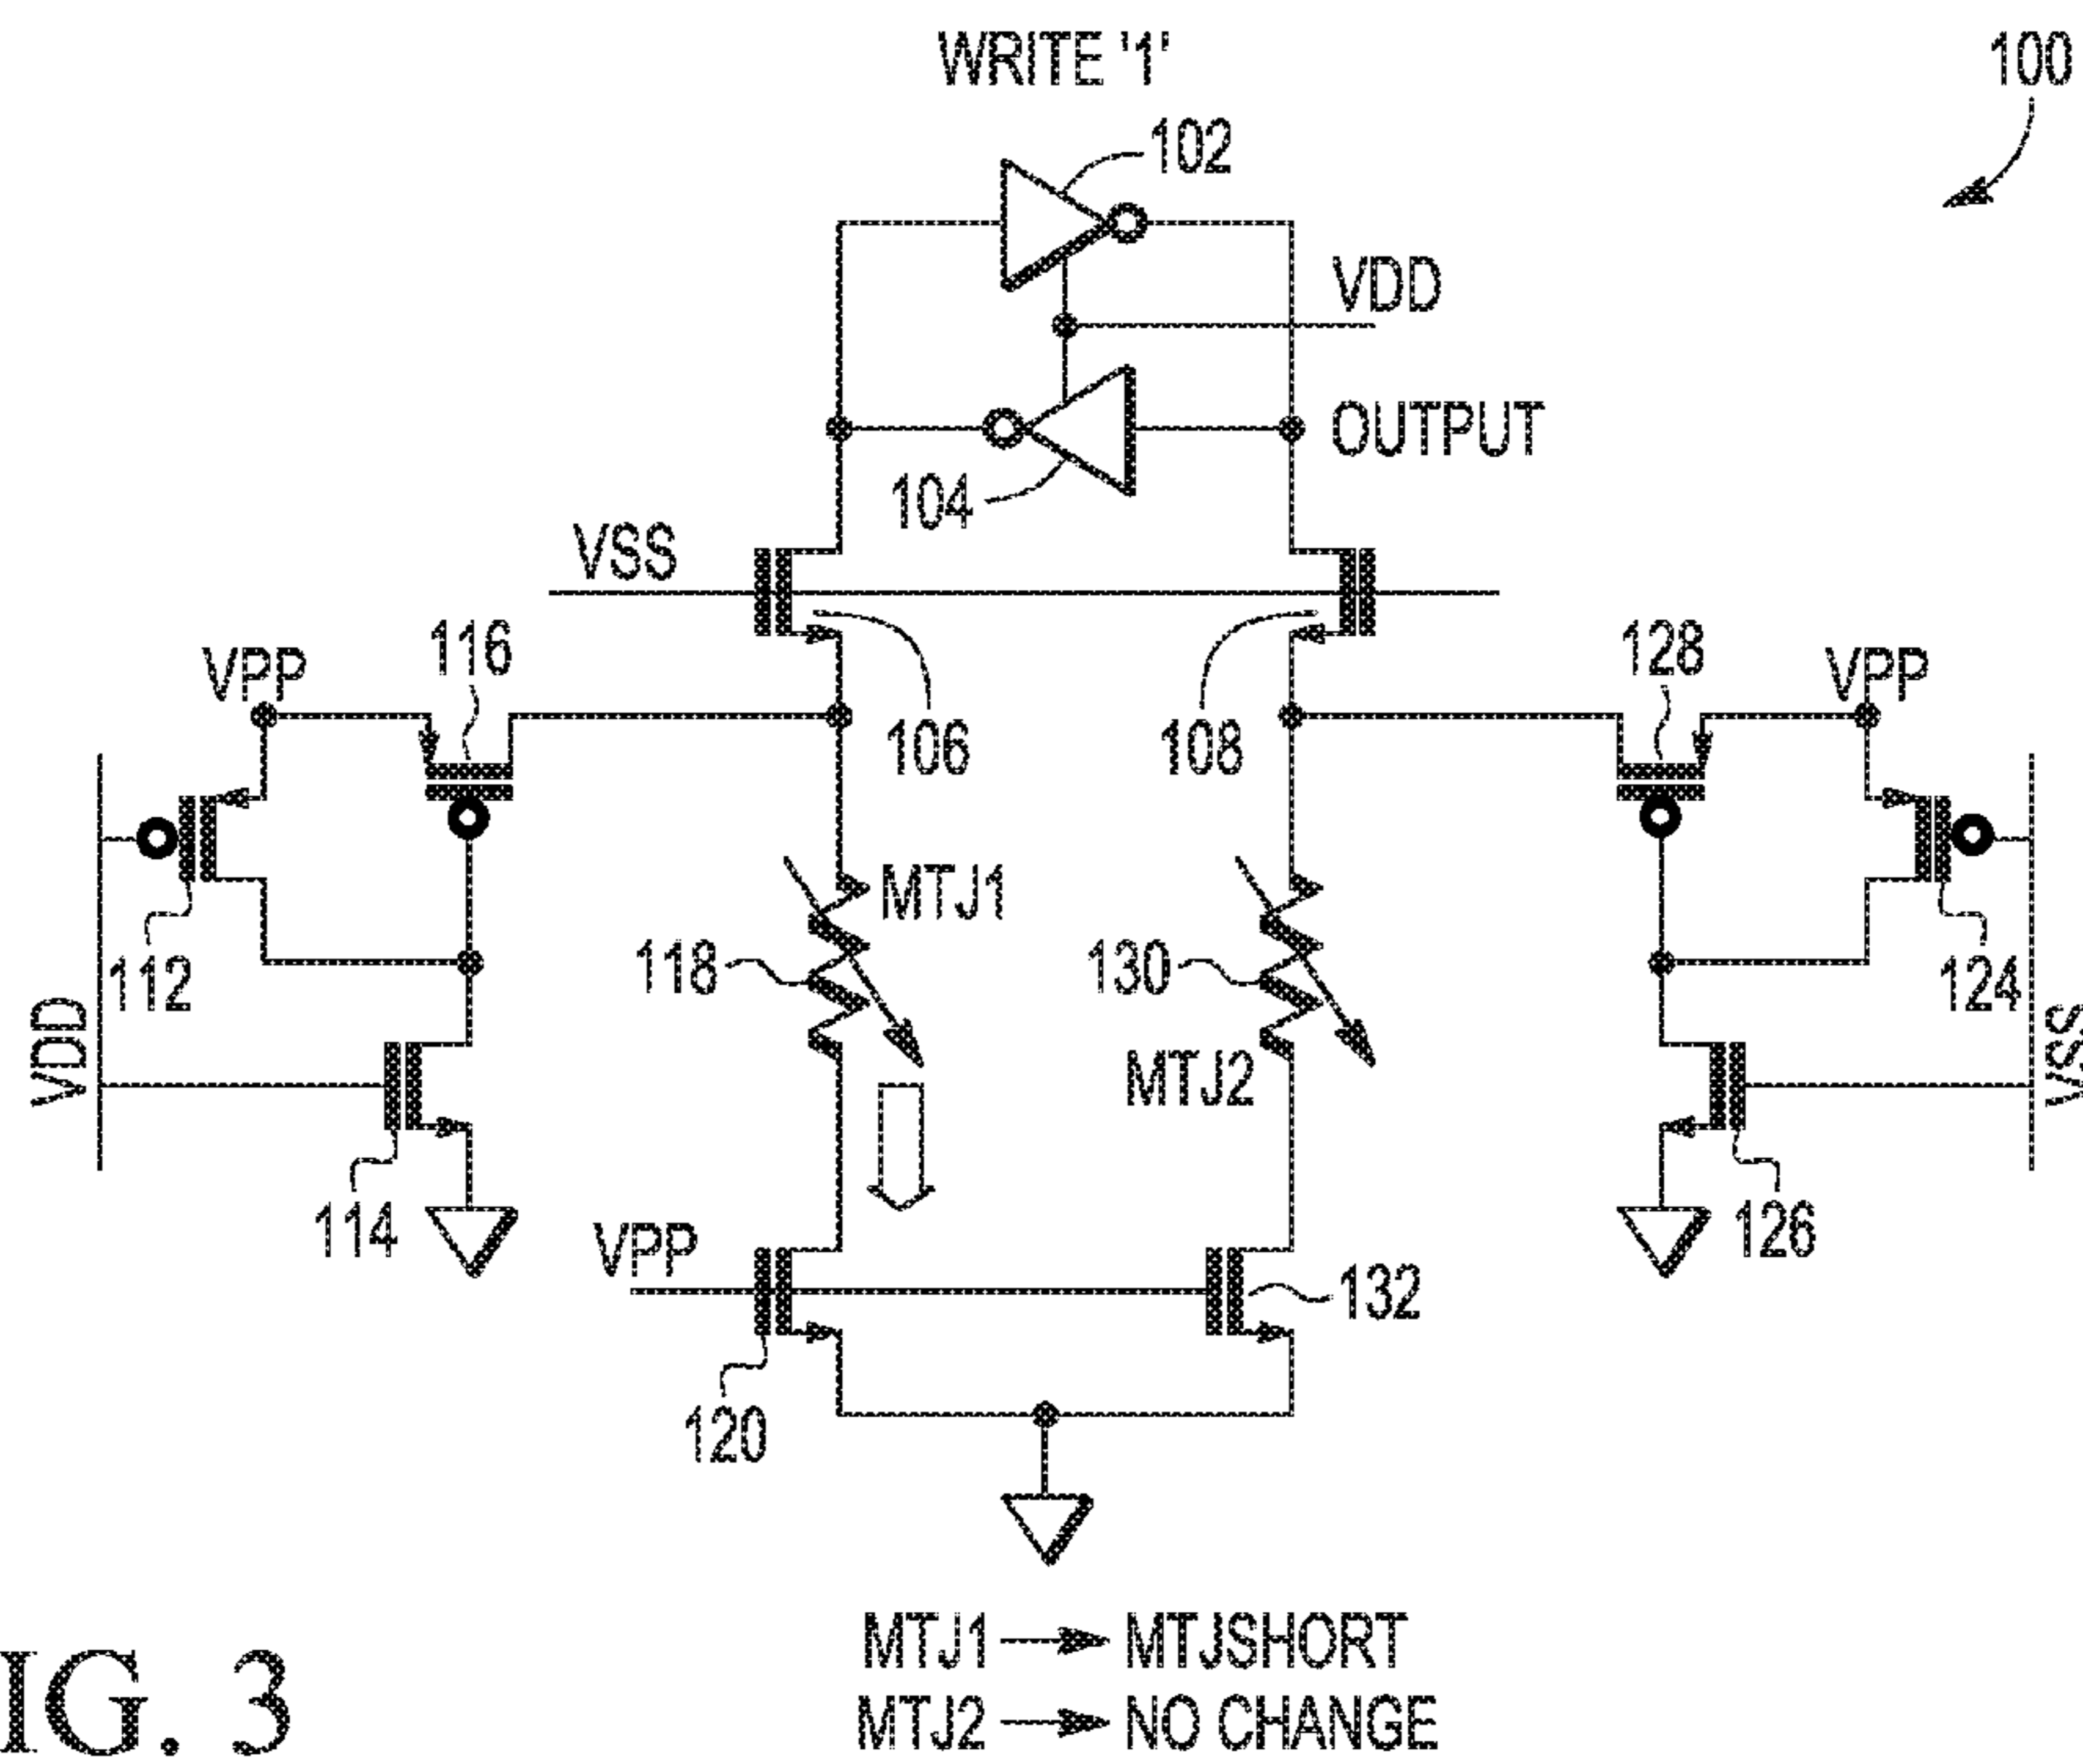 WRITE '1'
100
102
VDD
OUTPUT
104
VSS
116
128
VPP
VPP
106
108
MTJ1
118
130
112
124
VDD
VSS
MTJ2
114
126
VPP
132
120
MTJ1 → MTJSHORT
MTJ2 → NO CHANGE
IG. 3